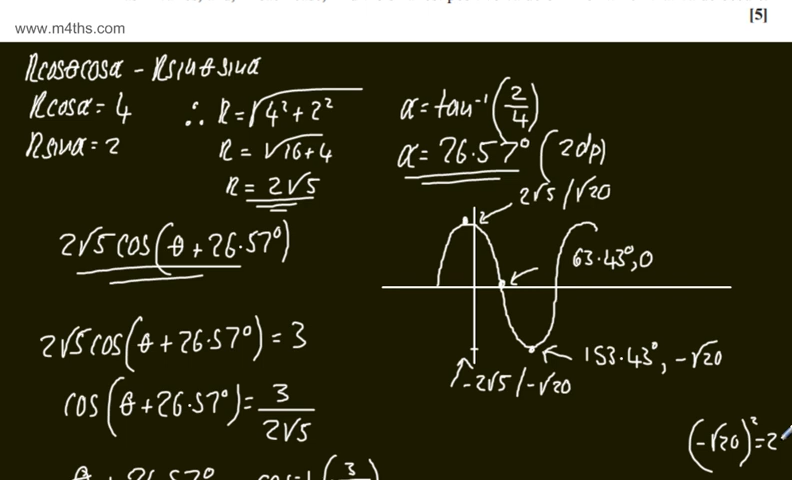 [5]
www.m4ths.com
Rcosθcosα - Rsinθsinα
Rcosα = 4
Rsinα = 2
∴ R = √4² + 2²
R = √16 + 4
R = 2√5
α = tan⁻¹(2/4)
α = 26.57° (2dp)
2√5 / √20
2√5 cos(θ + 26.57°)
63.43°, 0
153.43°, -√20
-2√5 / -√20
2√5 cos(θ + 26.57°) = 3
cos(θ + 26.57°) = 3/2√5
(-√20)² = 2